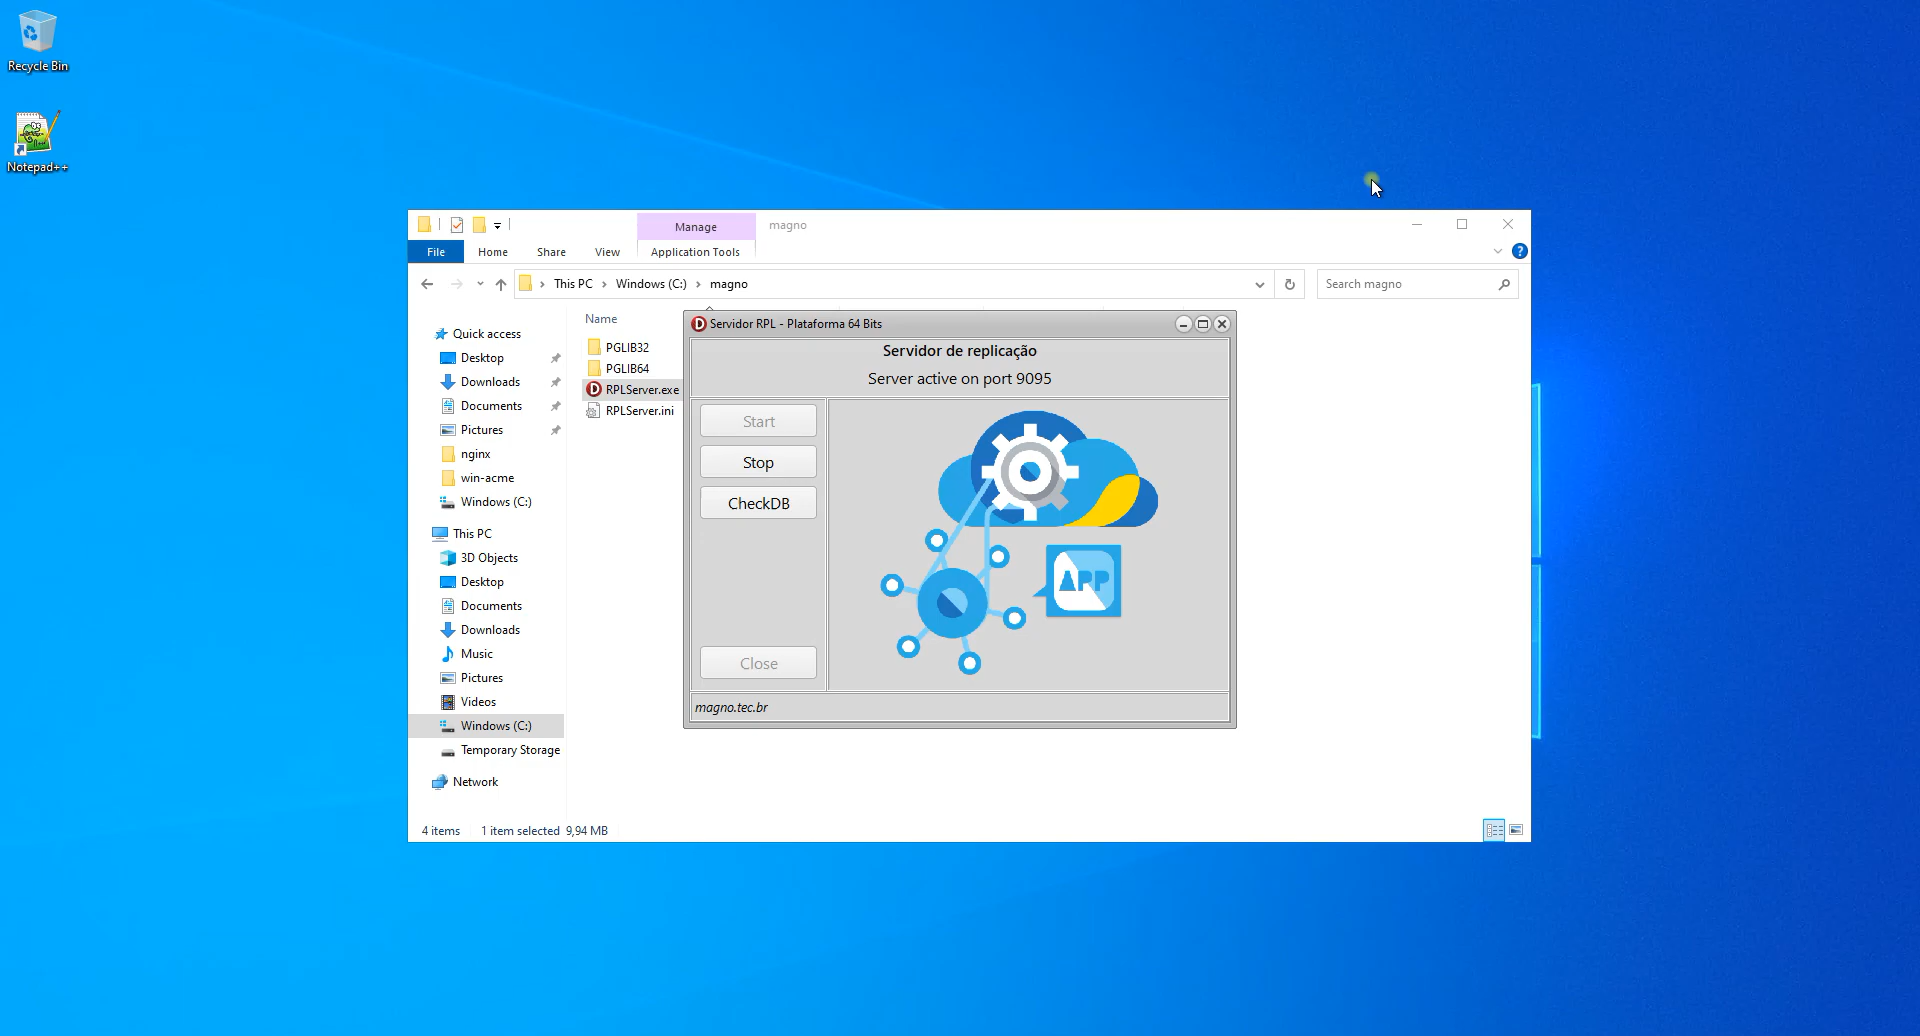 Recycle Bin
Notepad++
Manage
magno
File
Home
Share
View
Application Tools
This PC
Windows (C:)
magno
Search magno
Quick access
Desktop
Downloads
Documents
Pictures
nginx
win-acme
Windows (C:)
This PC
3D Objects
Desktop
Documents
Downloads
Music
Pictures
Videos
Windows (C:)
Temporary Storage
Network
Name
PGLIB32
PGLIB64
RPLServer.exe
RPLServer.ini
Servidor RPL - Plataforma 64 Bits
Servidor de replicação
Server active on port 9095
Start
Stop
CheckDB
Close
APP
magno.tec.br
4 items
1 item selected 9,94 MB